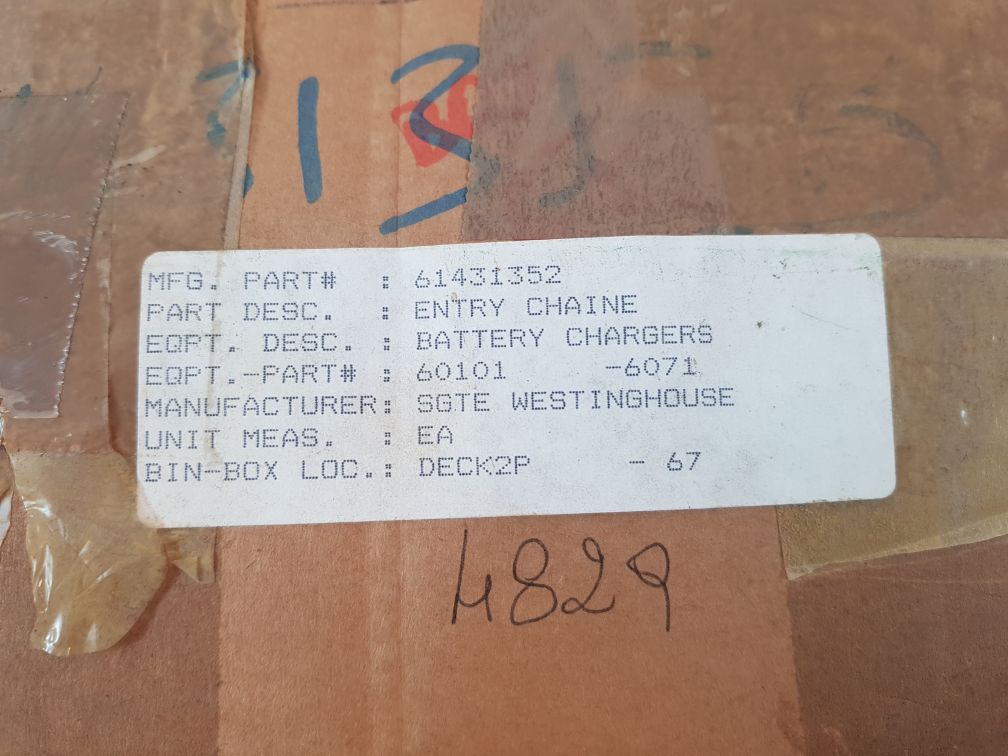 3135
MFG. PART# : 61431352
PART DESC. : ENTRY CHAINE
EQPT. DESC. : BATTERY CHARGERS
EQPT.-PART# : 60101 -6071
MANUFACTURER: SGTE WESTINGHOUSE
UNIT MEAS. : EA
BIN-BOX LOC.: DECK2P - 67
4829